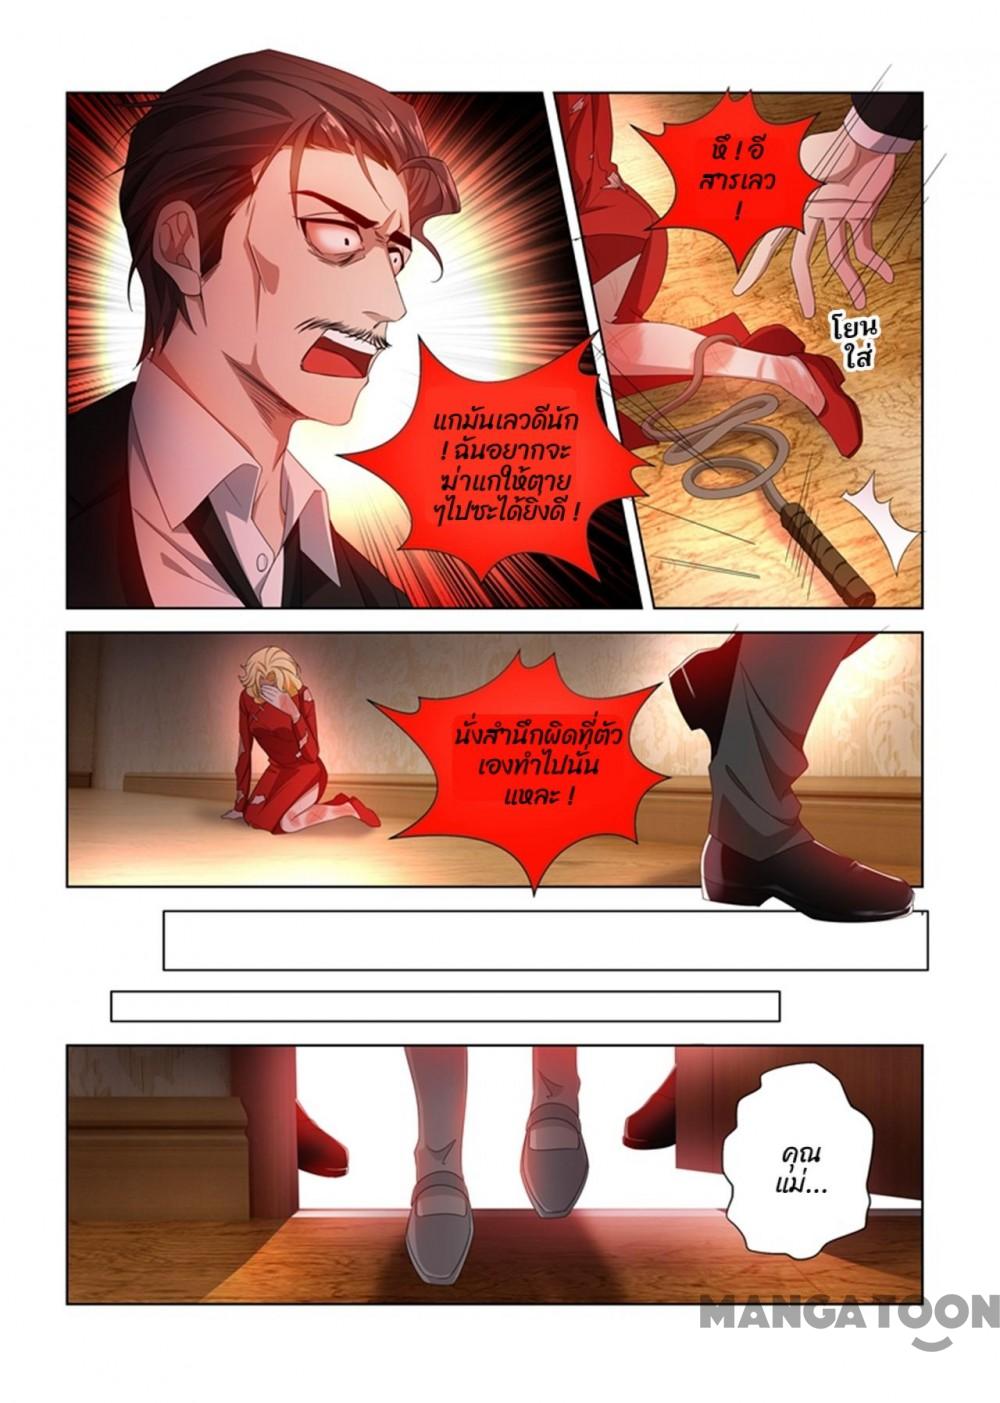 แกมันเลวดีนัก
!ฉันอยากจะ
ฆ่าแกให้ตาย
ๆไปซะได้ยิ่งดี!
หึ!อี
สารเลว
!
โยน
ใส่
นั่งสำนึกผิดที่ตัว
เองทำไปนั่น
แหละ!
คุณ
แม่...
MANGATOON